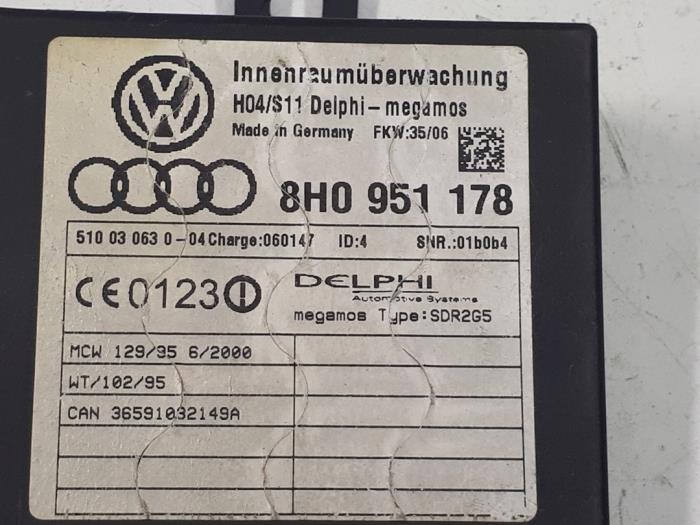 Innenraumüberwachung
H04/S11 Delphi-megamos
Made in Germany FKW:35/06
8H0 951 178
510 03 063 0-04 Charge:060147 ID:4 SNR.:01b0b4
CE0123
DELPHI
Automotive Systems
megamos Type:SDR2G5
MCW 129/95 6/2000
WT/102/95
CAN 36591032149A